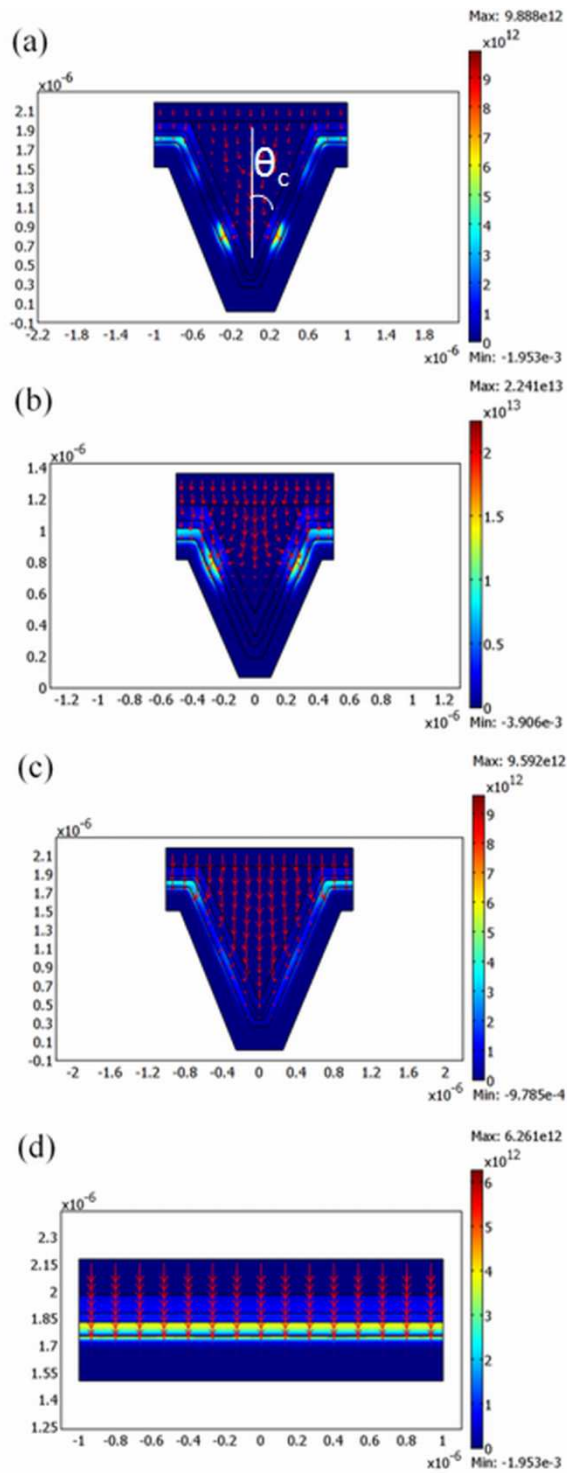 (a)
Max: 9.888e12
x10^12
x10^-6
2.1
1.9
1.7
1.5
1.3
1.1
0.9
0.7
0.5
0.3
0.1
-0.1
θc
-2.2 -1.8 -1.4 -1 -0.6 -0.2 0.2 0.6 1 1.4 1.8
x10^-6
9
8
7
6
5
4
3
2
1
0
Min: -1.953e-3
(b)
Max: 2.241e13
x10^13
x10^-6
1.4
1.2
1
0.8
0.6
0.4
0.2
0
-1.2 -1 -0.8 -0.6 -0.4 -0.2 0 0.2 0.4 0.6 0.8 1 1.2
x10^-6
2
1.5
1
0.5
0
Min: -3.906e-3
(c)
Max: 9.592e12
x10^12
x10^-6
2.1
1.9
1.7
1.5
1.3
1.1
0.9
0.7
0.5
0.3
0.1
-0.1
-2 -1.6 -1.2 -0.8 -0.4 0 0.4 0.8 1.2 1.6 2
x10^-6
9
8
7
6
5
4
3
2
1
0
Min: -9.785e-4
(d)
Max: 6.261e12
x10^12
x10^-6
2.3
2.15
2
1.85
1.7
1.55
1.4
1.25
-1 -0.8 -0.6 -0.4 -0.2 0 0.2 0.4 0.6 0.8 1
x10^-6
6
5
4
3
2
1
0
Min: -1.953e-3